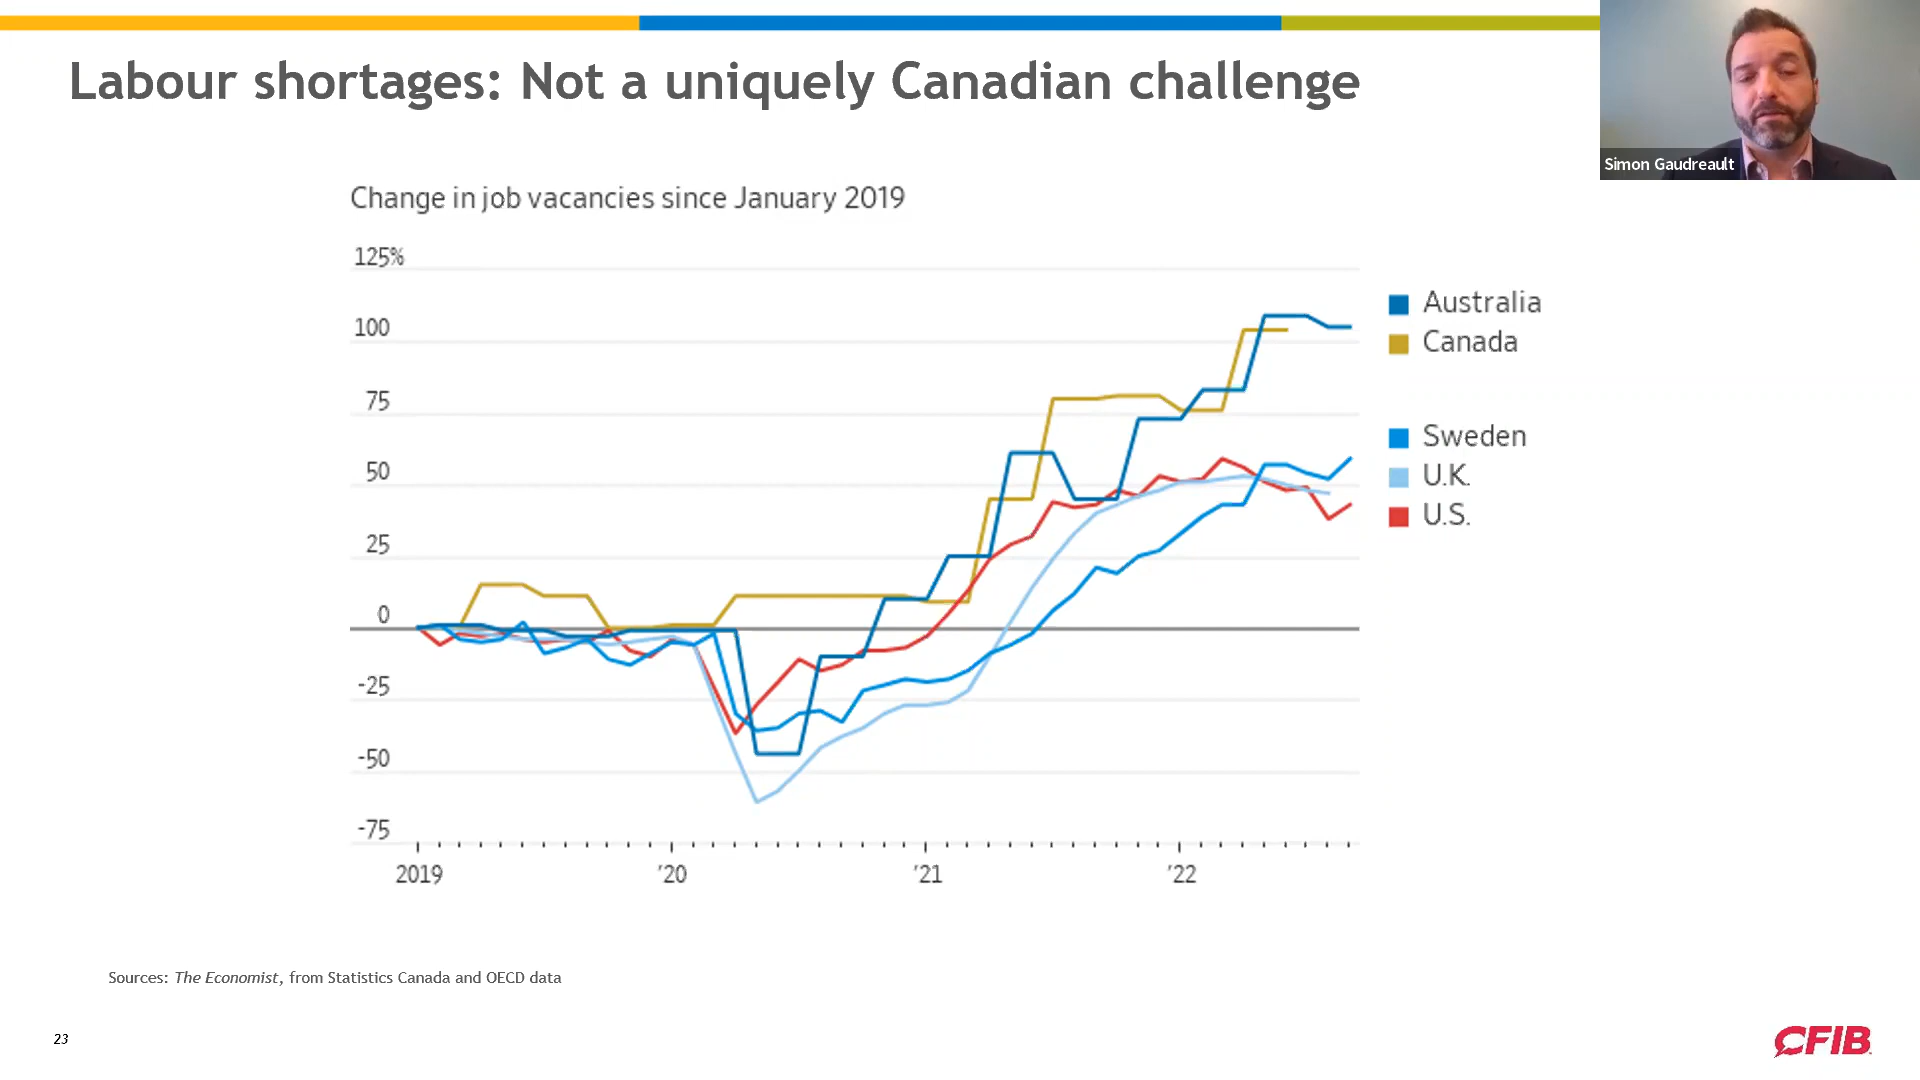 Labour shortages: Not a uniquely Canadian challenge
Simon Gaudreault
Change in job vacancies since January 2019
125%
100
75
50
25
0
-25
-50
-75
2019 '20 '21 '22
Australia
Canada
Sweden
U.K.
U.S.
Sources: The Economist, from Statistics Canada and OECD data
23
CFIB